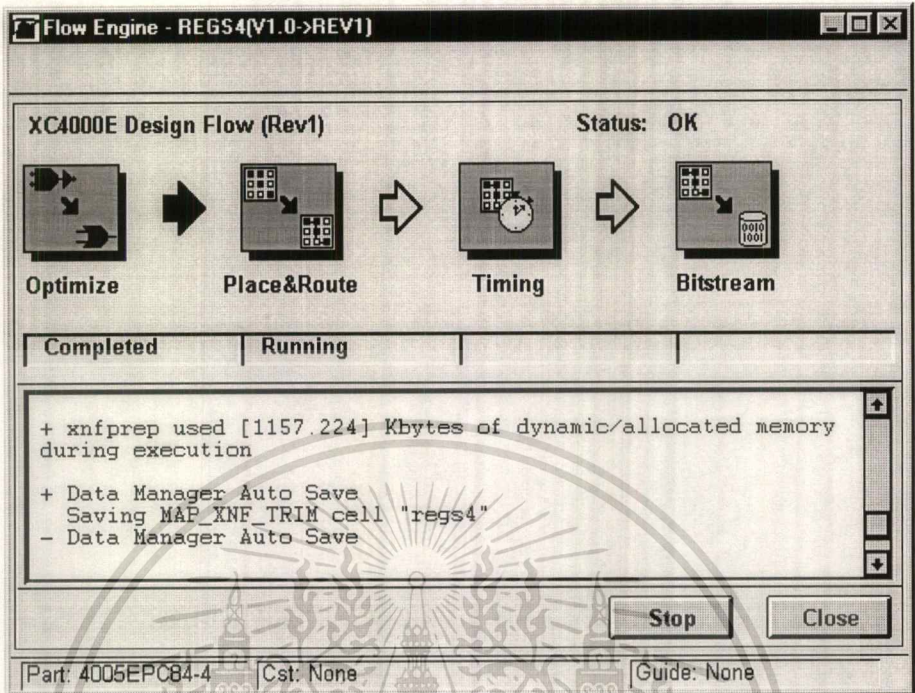 Flow Engine - REGS4(V1.0->REV1)
XC4000E Design Flow (Rev1)
Status: OK
Optimize
Place&Route
Timing
Bitstream
0010
1001
Completed
Running
+ xnfprep used [1157.224] Kbytes of dynamic/allocated memory
during execution
+ Data Manager Auto Save
Saving MAP_XNF_TRIM cell "regs4"
- Data Manager Auto Save
Stop
Close
Part: 4005EPC84-4
Cst: None
Guide: None